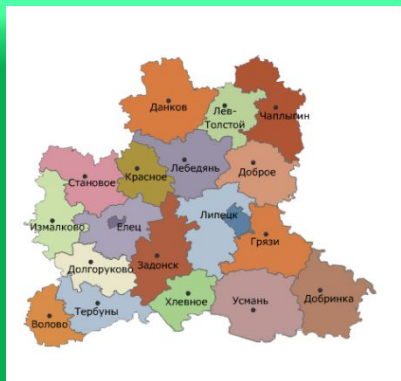 Данков
Лев-
Толстой
Чаплыгин
Становое
Красное
Лебедянь
Доброе
Измалково
Елец
Липецк
Грязи
Долгоруково
Задонск
Волово
Тербуны
Хлевное
Усмань
Добринка